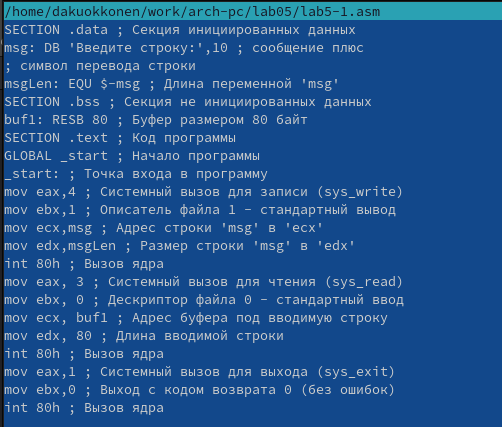 /home/dakuokkonen/work/arch-pc/lab05/lab5-1.asm
SECTION .data ; Секция инициированных данных
msg: DB 'Введите строку:',10 ; сообщение плюс
; символ перевода строки
msgLen: EQU $-msg ; Длина переменной 'msg'
SECTION .bss ; Секция не инициированных данных
buf1: RESB 80 ; Буфер размером 80 байт
SECTION .text ; Код программы
GLOBAL _start ; Начало программы
_start: ; Точка входа в программу
mov eax,4 ; Системный вызов для записи (sys_write)
mov ebx,1 ; Описатель файла 1 - стандартный вывод
mov ecx,msg ; Адрес строки 'msg' в 'ecx'
mov edx,msgLen ; Размер строки 'msg' в 'edx'
int 80h ; Вызов ядра
mov eax, 3 ; Системный вызов для чтения (sys_read)
mov ebx, 0 ; Дескриптор файла 0 - стандартный ввод
mov ecx, buf1 ; Адрес буфера под вводимую строку
mov edx, 80 ; Длина вводимой строки
int 80h ; Вызов ядра
mov eax,1 ; Системный вызов для выхода (sys_exit)
mov ebx,0 ; Выход с кодом возврата 0 (без ошибок)
int 80h ; Вызов ядра